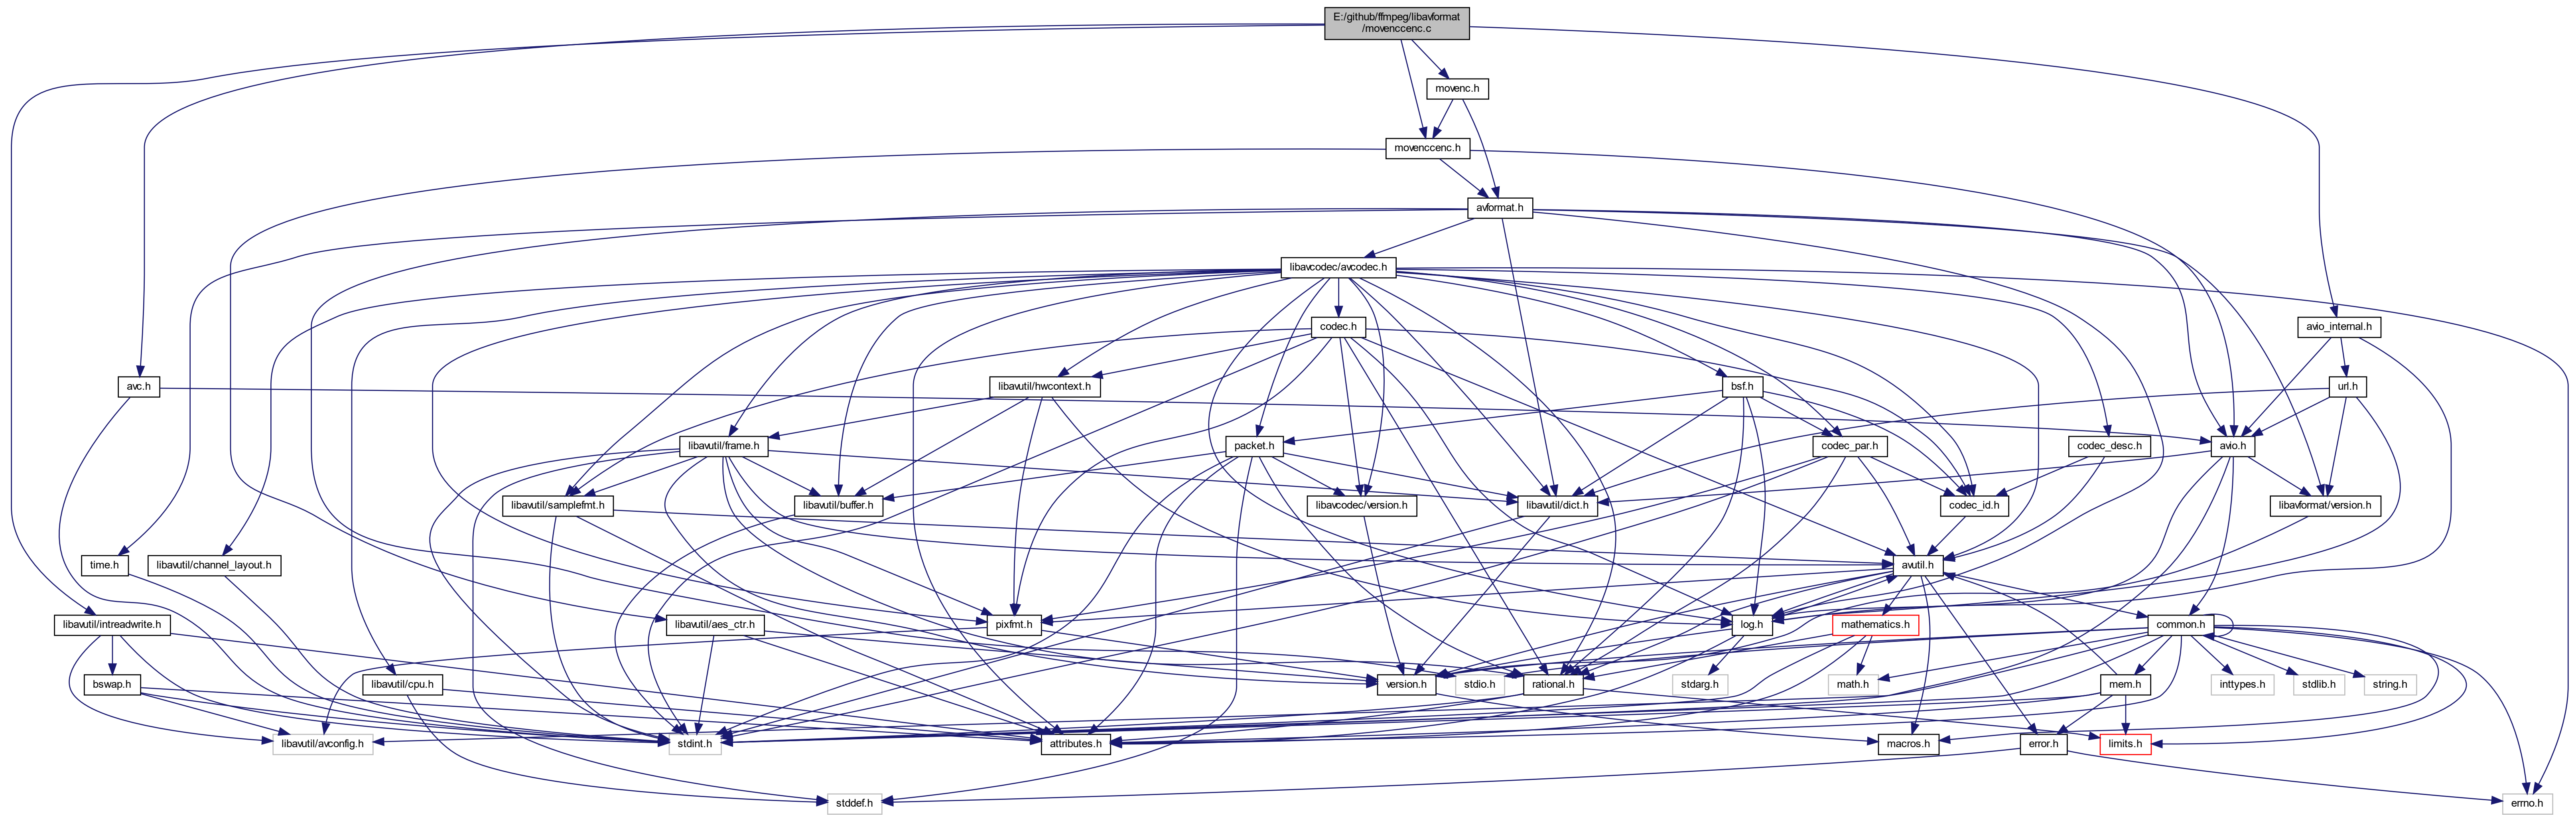 E:/github/ffmpeg/libavformat
/movenccenc.c
movenc.h
movenccenc.h
avformat.h
libavcodec/avcodec.h
codec.h
avio_internal.h
avc.h
libavutil/hwcontext.h
bsf.h
url.h
libavutil/frame.h
packet.h
codec_par.h
codec_desc.h
avio.h
libavutil/samplefmt.h
libavutil/buffer.h
libavcodec/version.h
libavutil/dict.h
codec_id.h
libavformat/version.h
time.h
libavutil/channel_layout.h
avutil.h
libavutil/intreadwrite.h
libavutil/aes_ctr.h
pixfmt.h
log.h
mathematics.h
common.h
bswap.h
libavutil/cpu.h
version.h
stdio.h
rational.h
stdarg.h
math.h
mem.h
inttypes.h
stdlib.h
string.h
libavutil/avconfig.h
stdint.h
attributes.h
macros.h
error.h
limits.h
stddef.h
errno.h